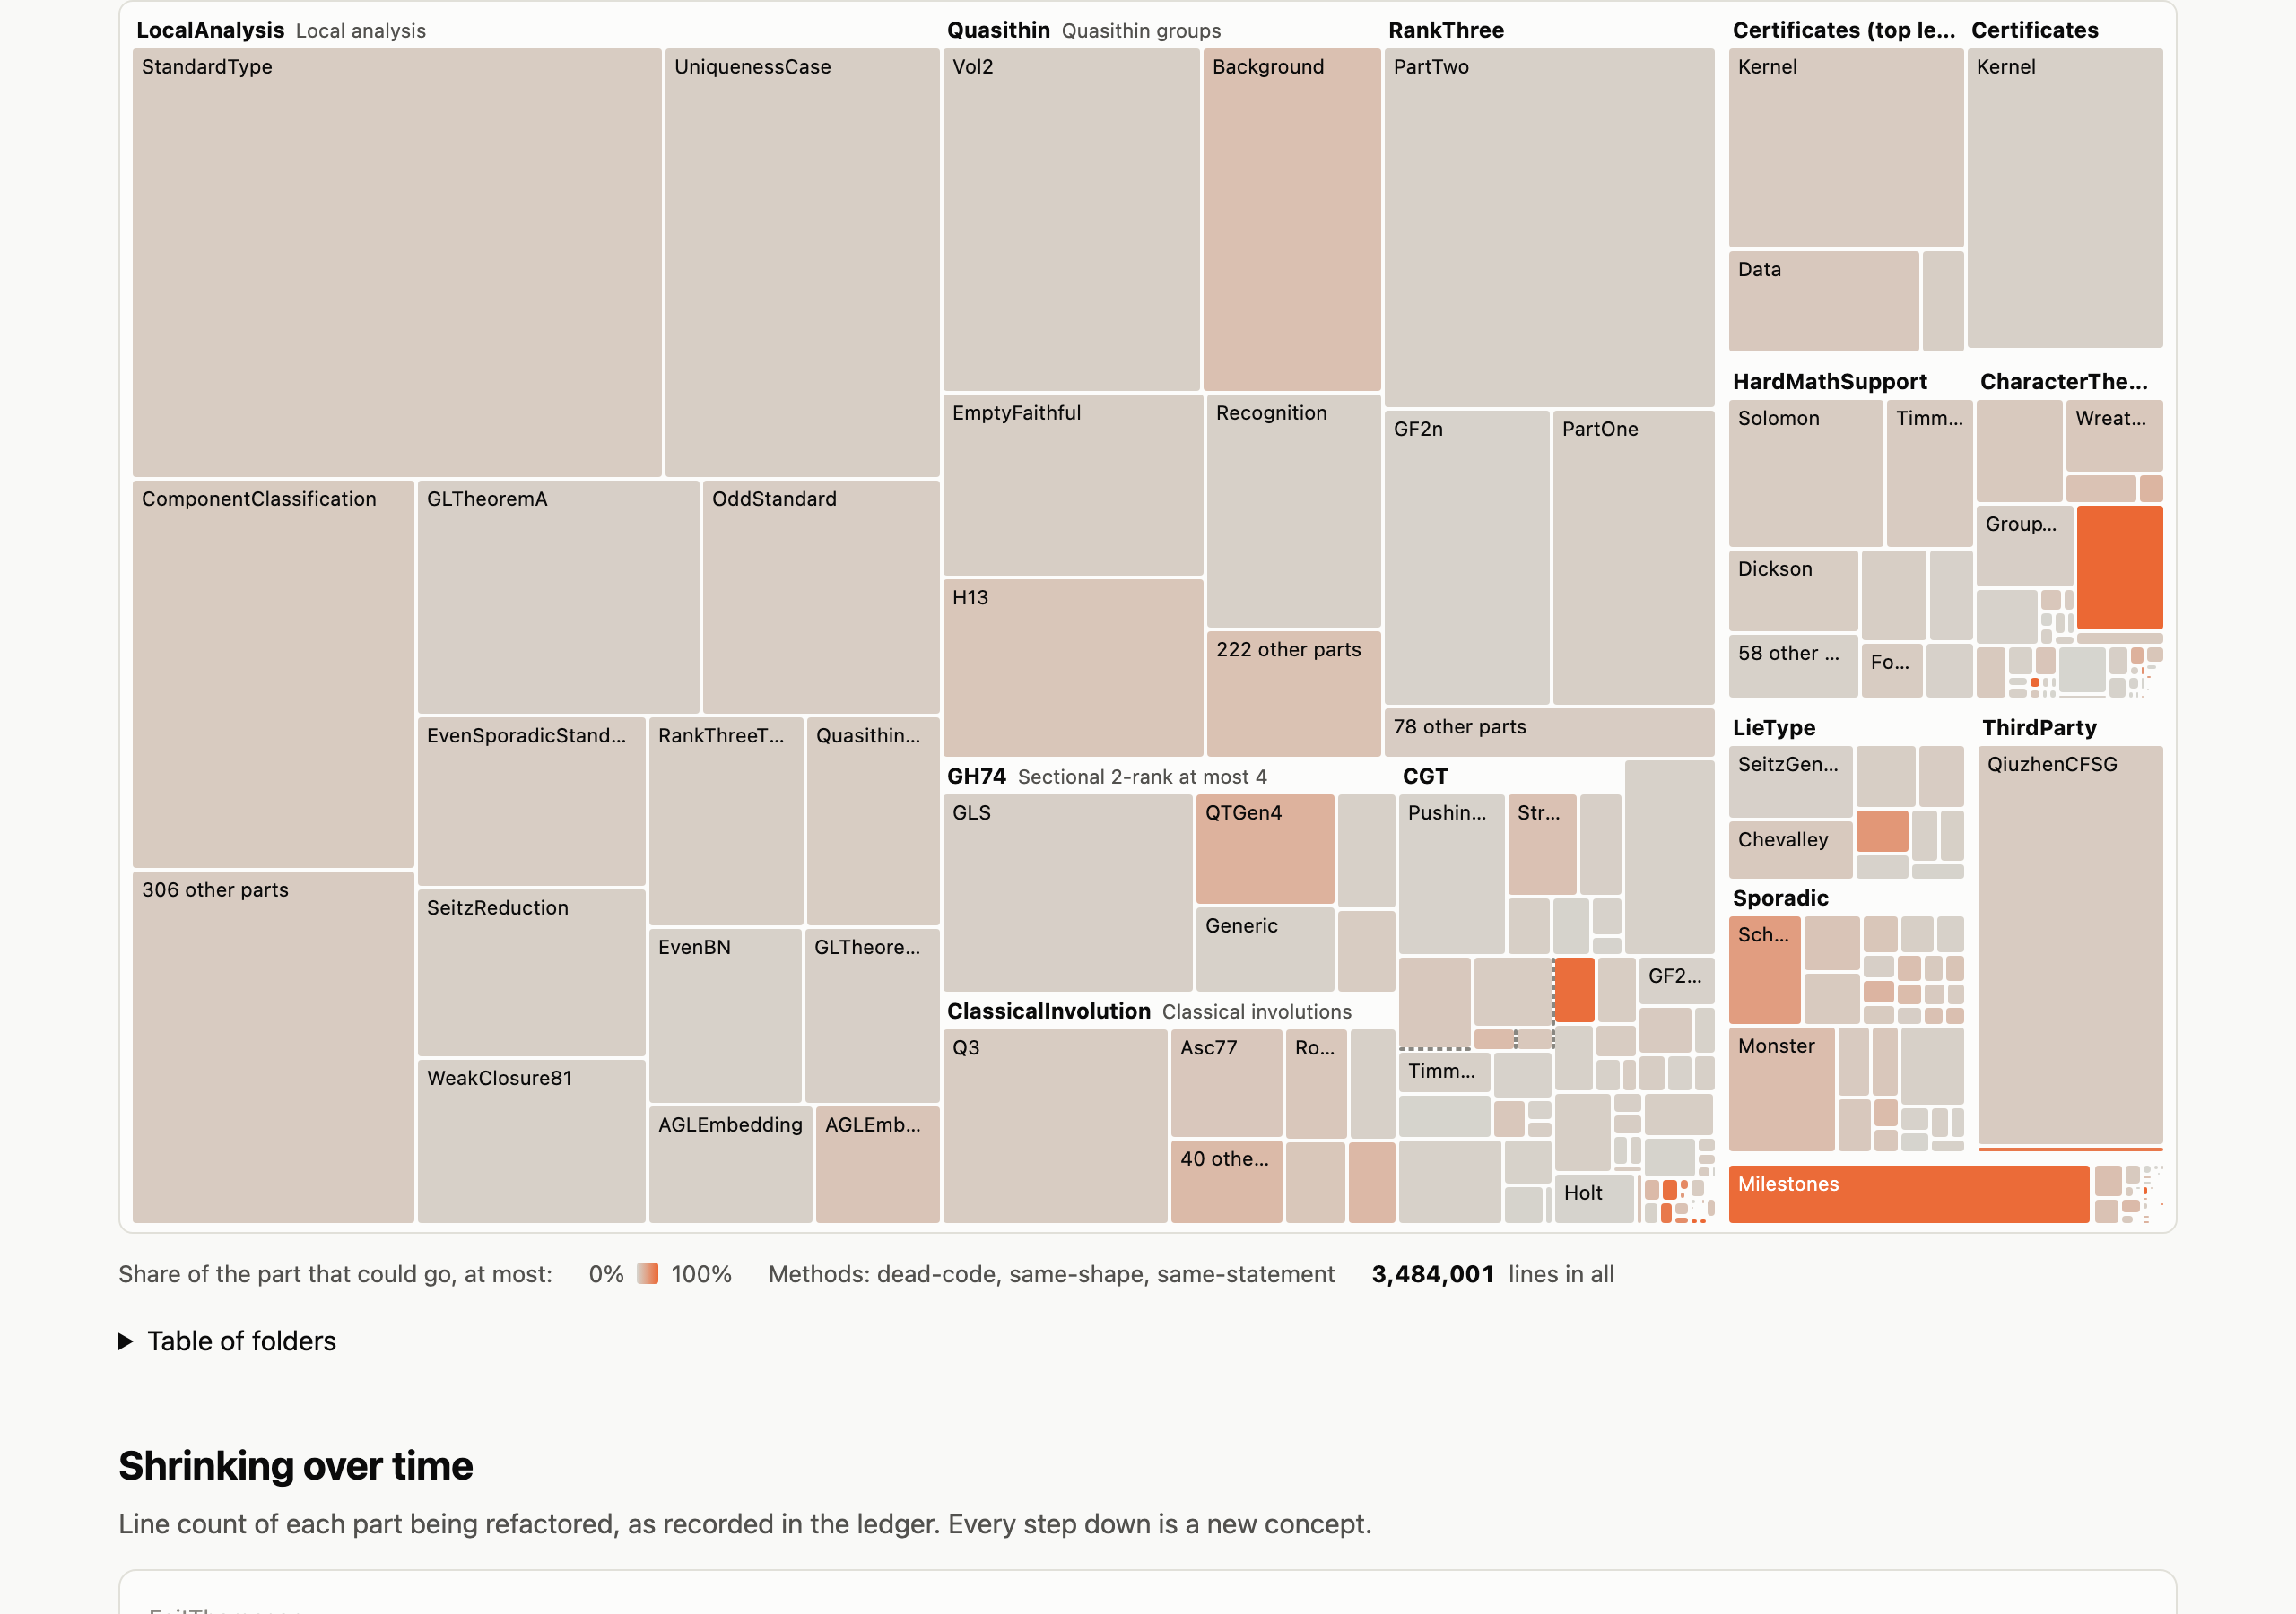 LocalAnalysis Local analysis
StandardType
UniquenessCase
ComponentClassification
GLTheoremA
OddStandard
306 other parts
EvenSporadicStand...
RankThreeT...
Quasithin...
SeitzReduction
EvenBN
GLTheore...
WeakClosure81
AGLEmbedding
AGLEmb...
Quasithin Quasithin groups
Vol2
Background
EmptyFaithful
Recognition
H13
222 other parts
RankThree
PartTwo
GF2n
PartOne
78 other parts
GH74 Sectional 2-rank at most 4
GLS
QTGen4
Generic
ClassicalInvolution Classical involutions
Q3
Asc77
Ro...
40 othe...
CGT
Pushin...
Str...
GF2...
Timm...
Holt
Certificates (top le...
Kernel
Data
Certificates
Kernel
HardMathSupport
Solomon
Timm...
Dickson
58 other ...
Fo...
CharacterThe...
Wreat...
Group...
LieType
SeitzGen...
Chevalley
ThirdParty
QiuzhenCFSG
Sporadic
Sch...
Monster
Milestones
Share of the part that could go, at most: 0% 100% Methods: dead-code, same-shape, same-statement 3,484,001 lines in all
Table of folders
Shrinking over time
Line count of each part being refactored, as recorded in the ledger. Every step down is a new concept.